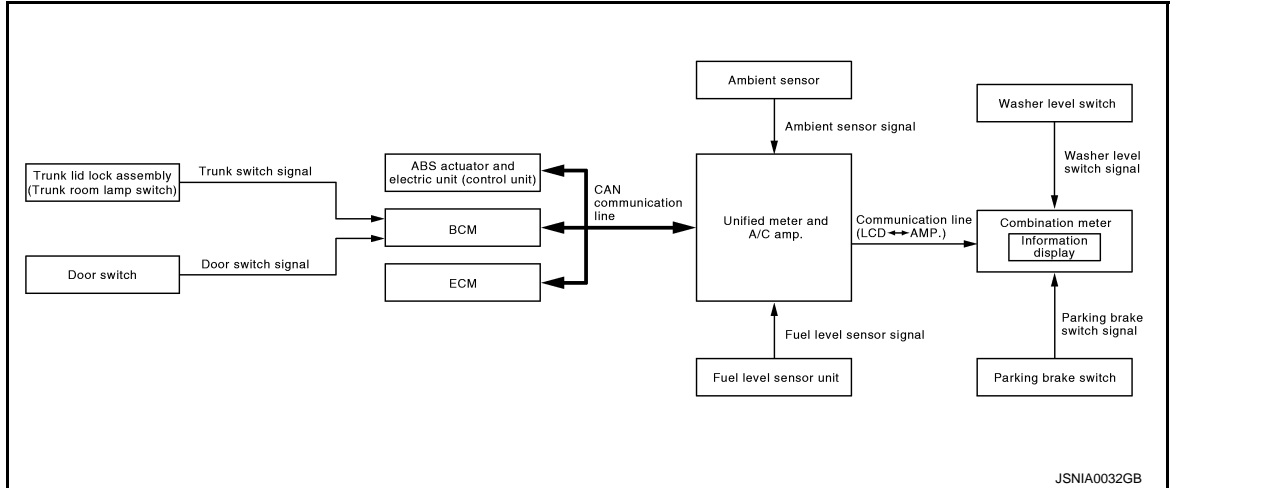 Ambient sensor
Washer level switch
Ambient sensor signal
Trunk lid lock assembly
(Trunk room lamp switch)
Trunk switch signal
ABS actuator and
electric unit (control unit)
CAN
communication
line
Washer level
switch signal
BCM
Unified meter and
A/C amp.
Communication line
(LCD ↔ AMP.)
Combination meter
Information
display
Door switch
Door switch signal
ECM
Fuel level sensor signal
Parking brake
switch signal
Fuel level sensor unit
Parking brake switch
JSNIA0032GB